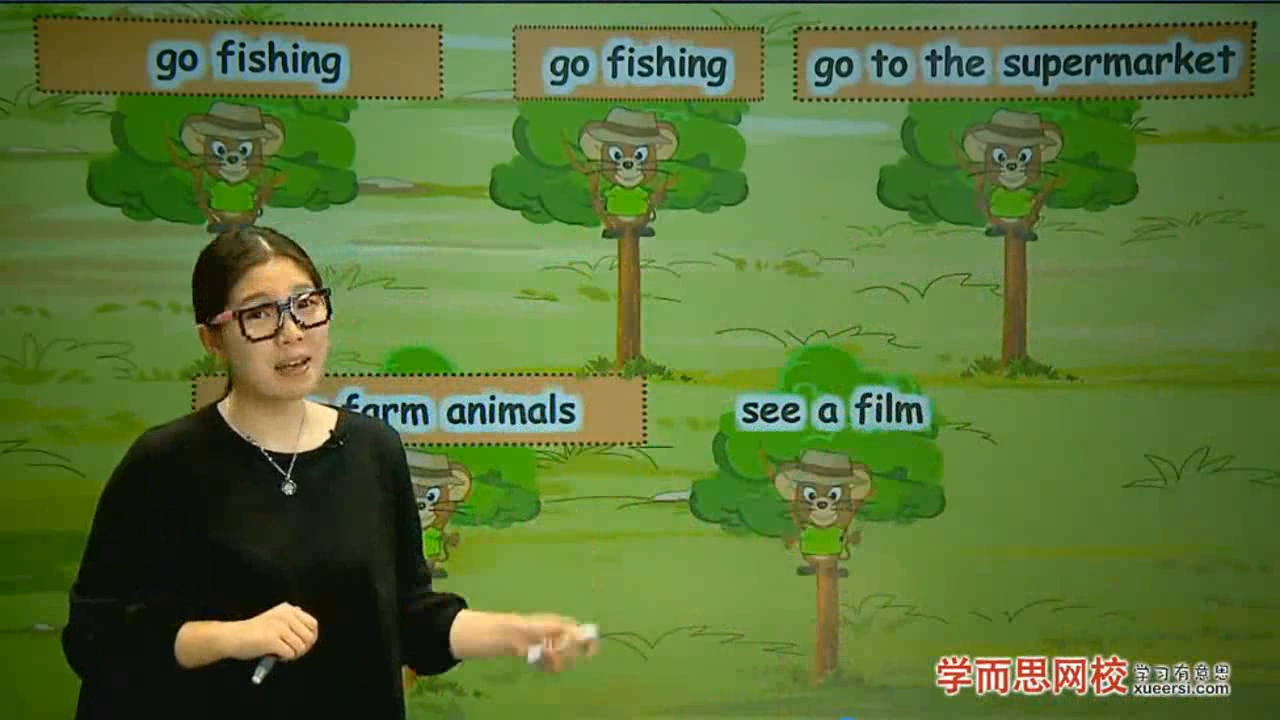 go fishing
go fishing
go to the supermarket
farm animals
see a film
学而思网校
学习有意思
xueersi.com